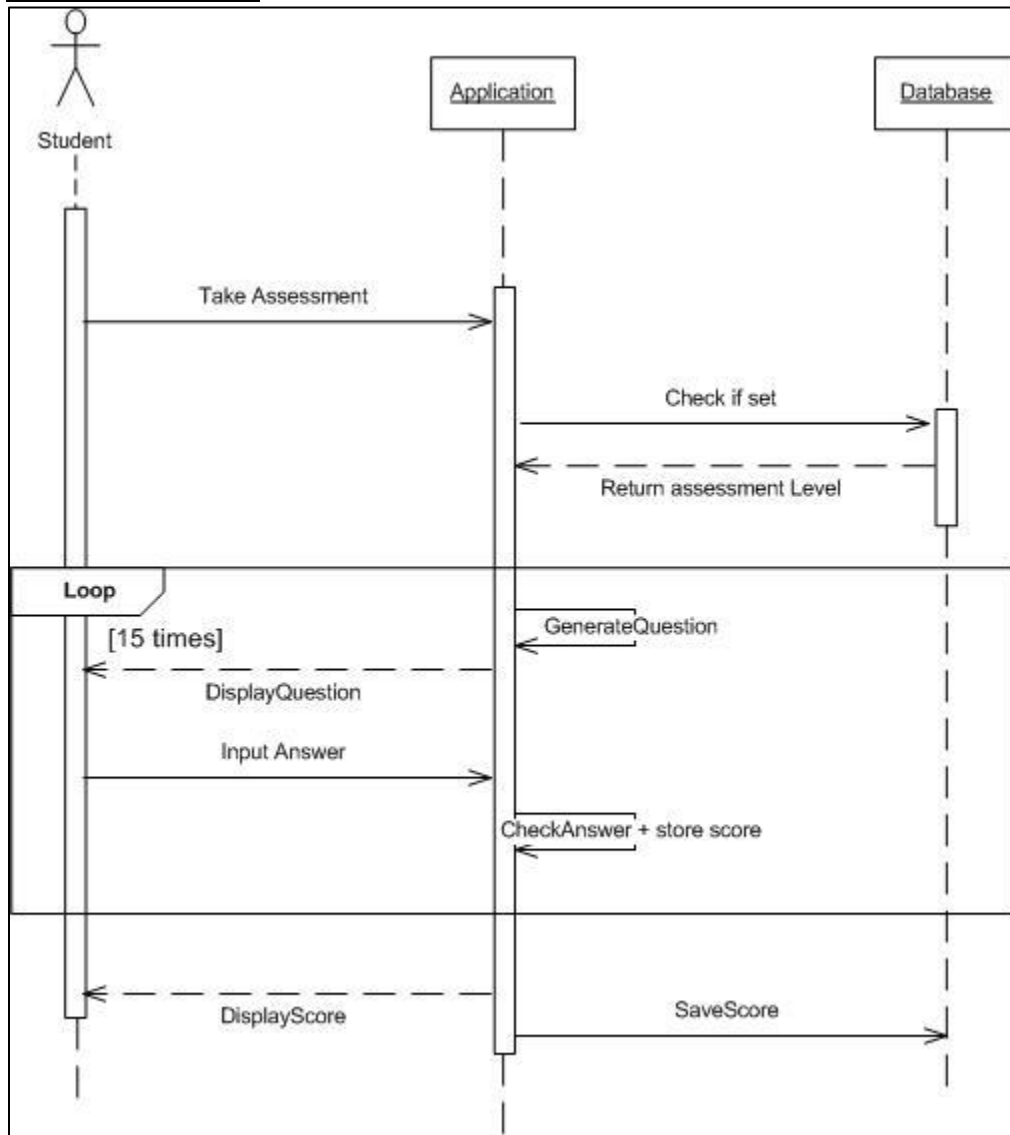 Student
Application
Database
Take Assessment
Check if set
Return assessment Level
Loop
[15 times]
GenerateQuestion
DisplayQuestion
Input Answer
CheckAnswer + store score
DisplayScore
SaveScore